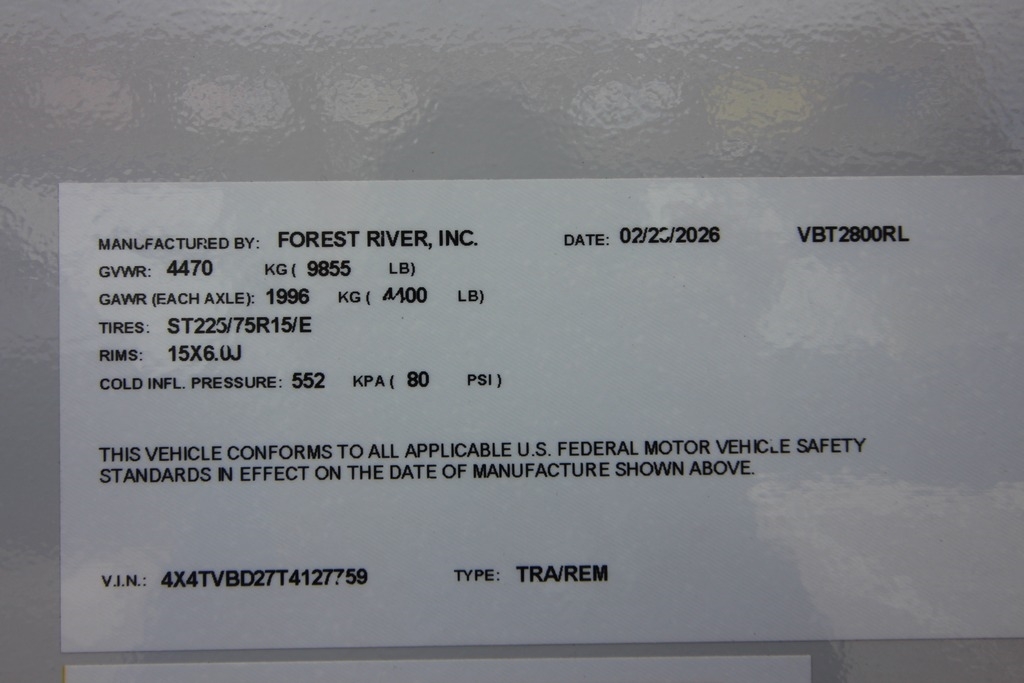 MANUFACTURED BY: FOREST RIVER, INC. DATE: 02/23/2026 VBT2800RL
GVWR: 4470 KG ( 9855 LB)
GAWR (EACH AXLE): 1996 KG ( 4400 LB)
TIRES: ST225/75R15/E
RIMS: 15X6.0J
COLD INFL. PRESSURE: 552 KPA ( 80 PSI )
THIS VEHICLE CONFORMS TO ALL APPLICABLE U.S. FEDERAL MOTOR VEHICLE SAFETY
STANDARDS IN EFFECT ON THE DATE OF MANUFACTURE SHOWN ABOVE.
V.I.N.: 4X4TVBD27T4127759 TYPE: TRA/REM